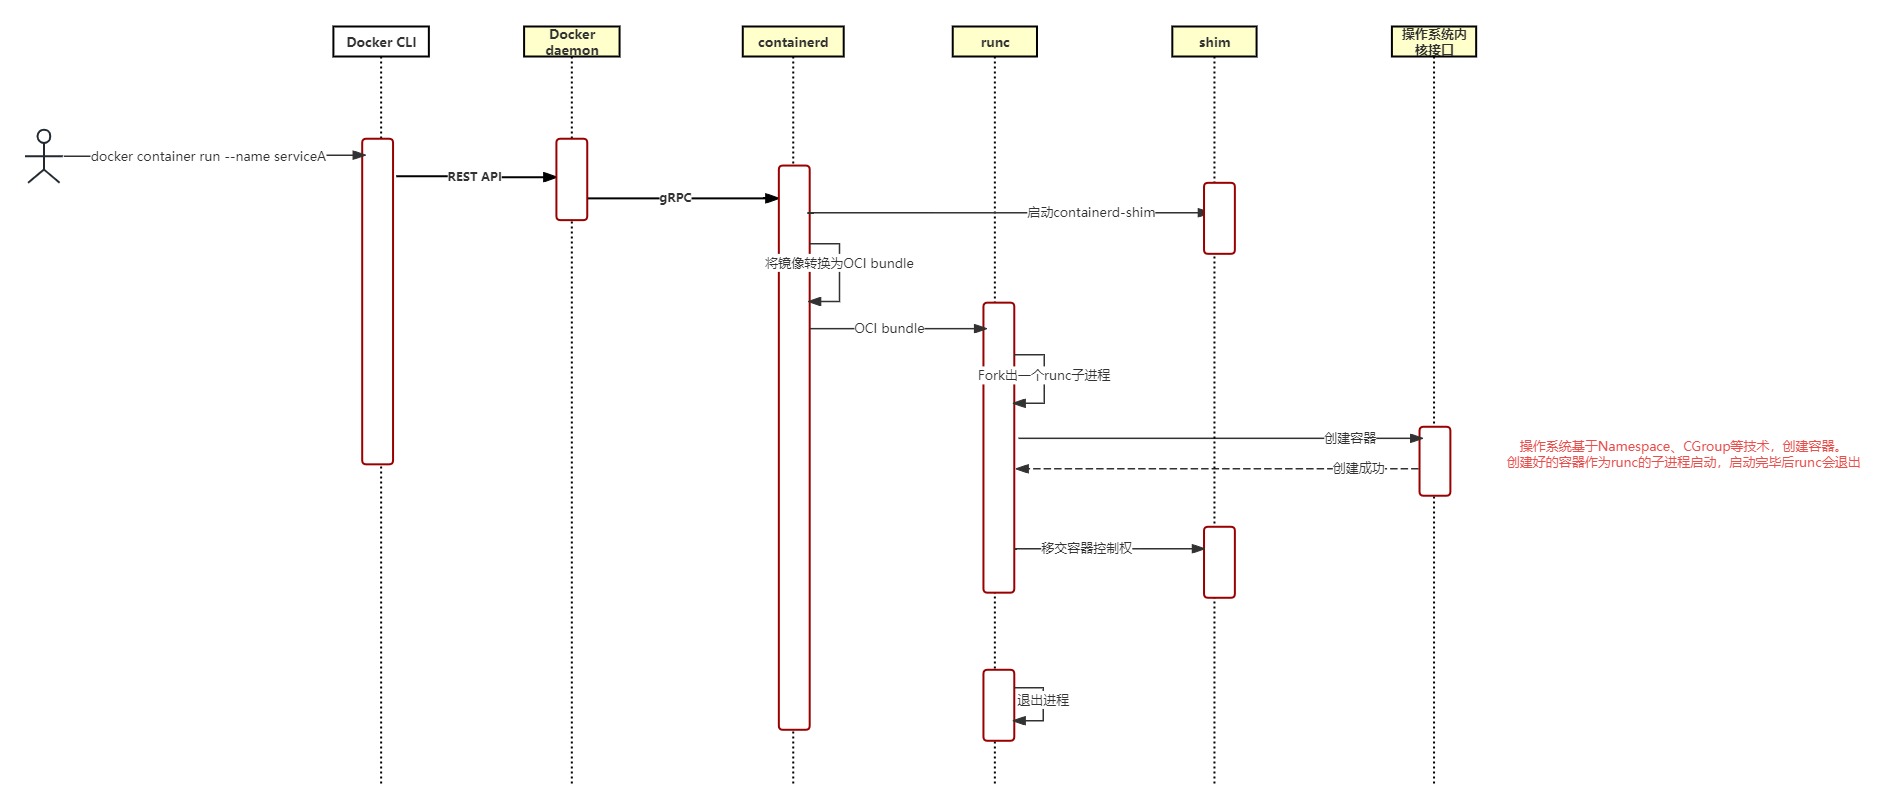 Docker CLI
Docker
daemon
containerd
runc
shim
操作系统内
核接口
docker container run --name serviceA
REST API
gRPC
启动containerd-shim
将镜像转换为OCI bundle
OCI bundle
Fork出一个runc子进程
创建容器
操作系统基于Namespace、CGroup等技术，创建容器。
创建好的容器作为runc的子进程启动，启动完毕后runc会退出
创建成功
移交容器控制权
退出进程